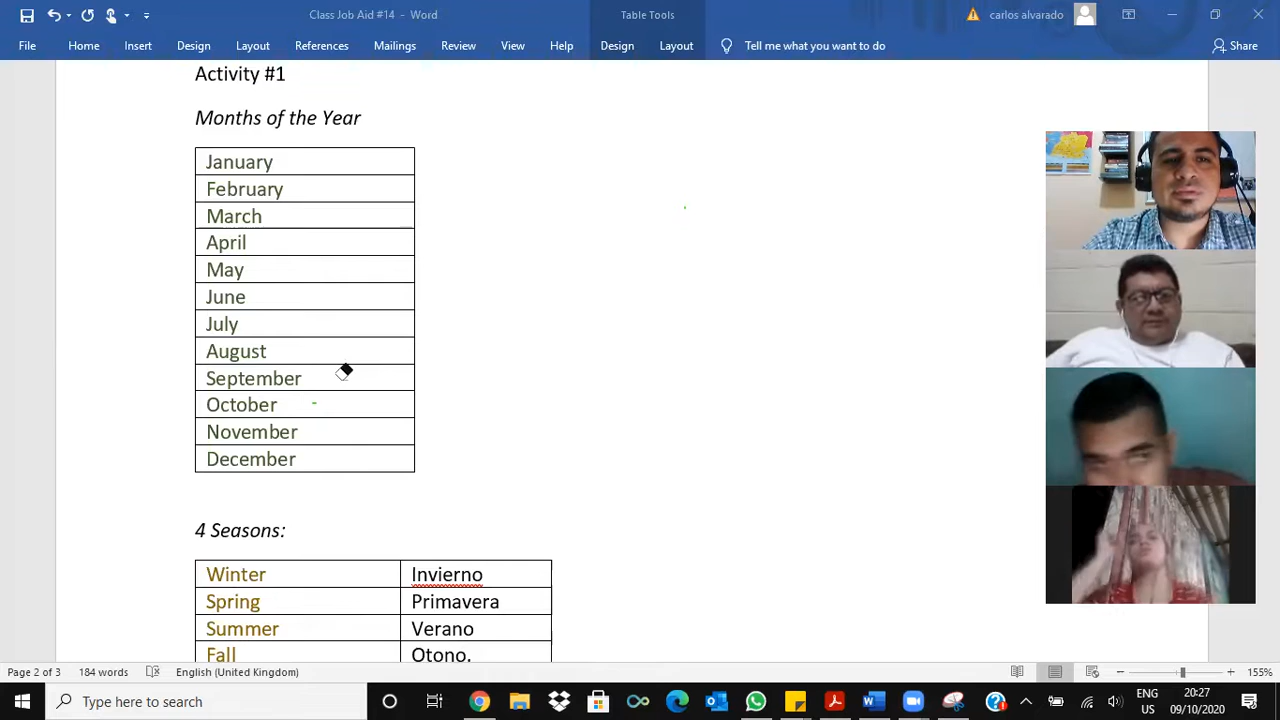 Class Job Aid #14 – Word
Table Tools
carlos alvarado
File Home Insert Design Layout References Mailings Review View Help Design Layout Tell me what you want to do Share
Activity #1
Months of the Year
January
February
March
April
May
June
July
August
September
October
November
December
4 Seasons:
Winter Invierno
Spring Primavera
Summer Verano
Fall Otono.
Page 2 of 3 184 words English (United Kingdom) 155%
Type here to search
ENG 20:27
US 09/10/2020